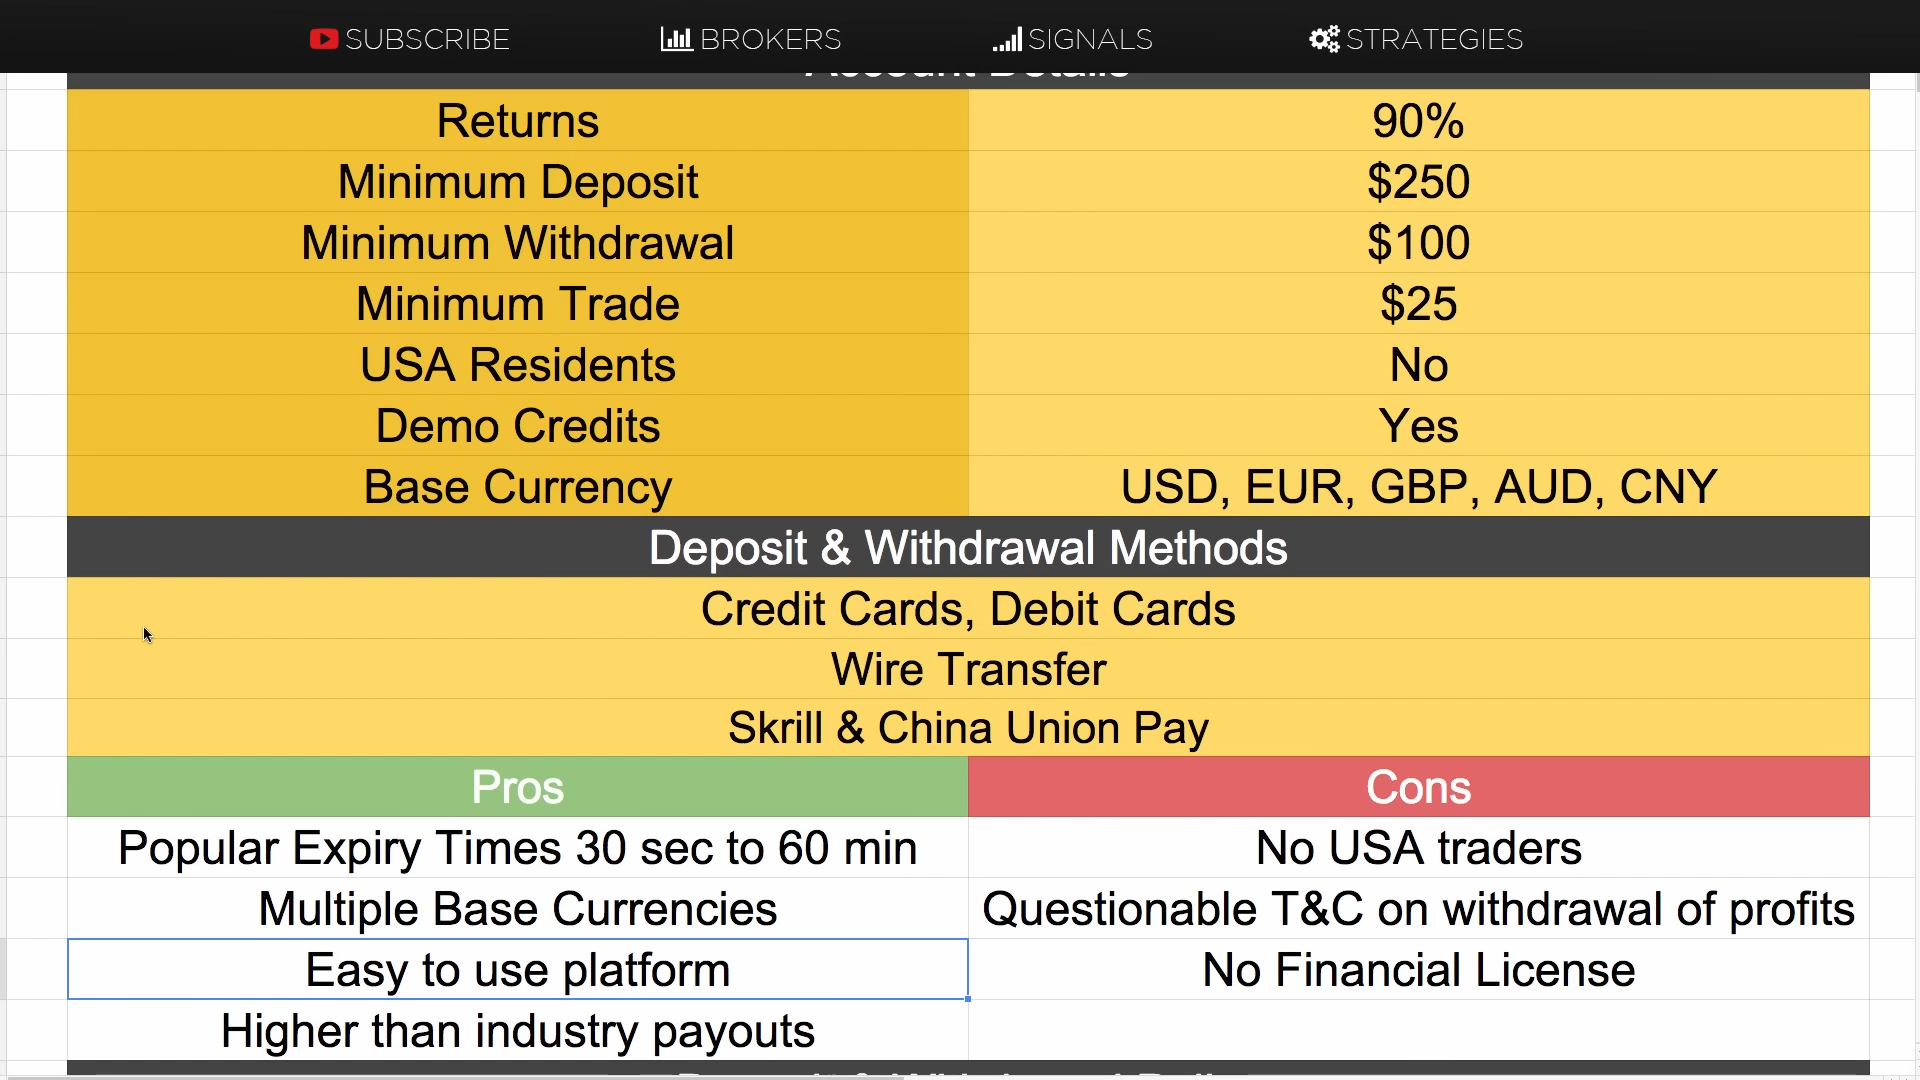 SUBSCRIBE BROKERS SIGNALS STRATEGIES
Account Details
Returns 90%
Minimum Deposit $250
Minimum Withdrawal $100
Minimum Trade $25
USA Residents No
Demo Credits Yes
Base Currency USD, EUR, GBP, AUD, CNY
Deposit & Withdrawal Methods
Credit Cards, Debit Cards
Wire Transfer
Skrill & China Union Pay
Pros Cons
Popular Expiry Times 30 sec to 60 min No USA traders
Multiple Base Currencies Questionable T&C on withdrawal of profits
Easy to use platform No Financial License
Higher than industry payouts